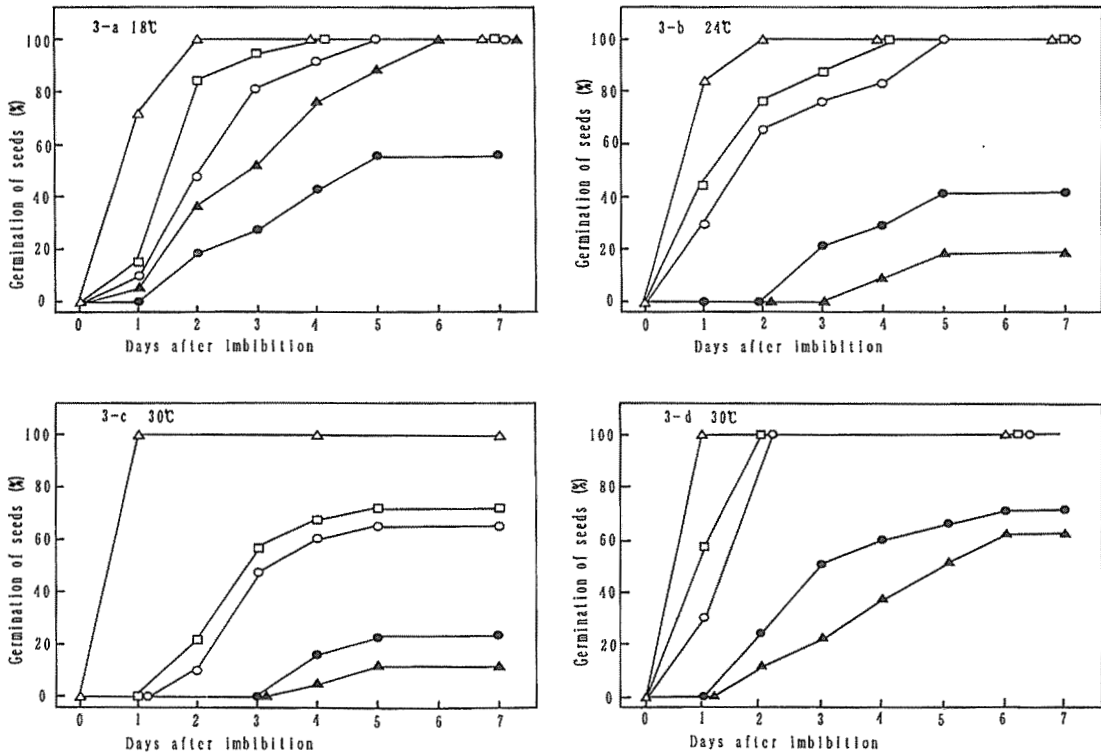 3-a 18℃
Germination of seeds (%)
100
80
60
40
20
0
0 1 2 3 4 5 6 7
Days after imbibition
3-b 24℃
Germination of seeds (%)
100
80
60
40
20
0
0 1 2 3 4 5 6 7
Days after imbibition
3-c 30℃
Germination of seeds (%)
100
80
60
40
20
0
0 1 2 3 4 5 6 7
Days after imbibition
3-d 30℃
Germination of seeds (%)
100
80
60
40
20
0
0 1 2 3 4 5 6 7
Days after imbibition